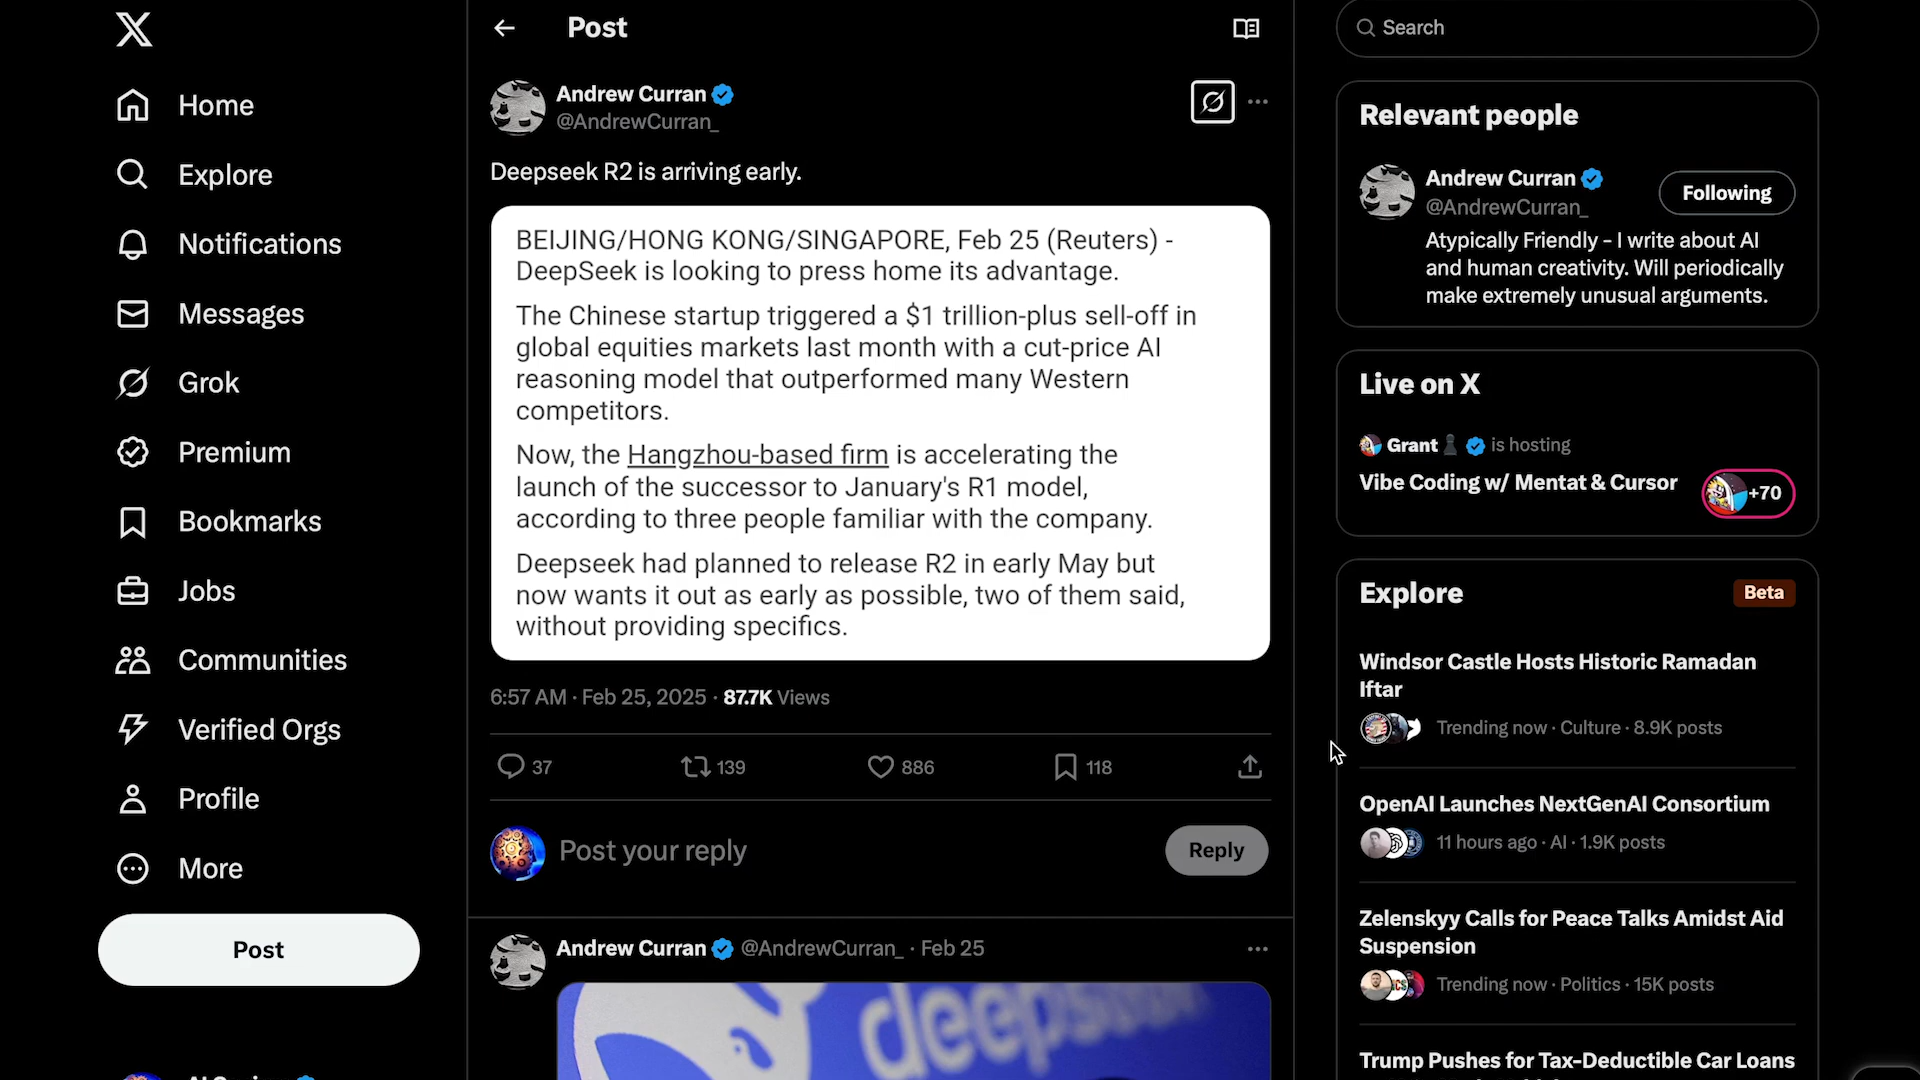 Home
Explore
Notifications
Messages
Grok
Premium
Bookmarks
Jobs
Communities
Verified Orgs
Profile
More
Post
Post
Andrew Curran
@AndrewCurran_
Deepseek R2 is arriving early.
BEIJING/HONG KONG/SINGAPORE, Feb 25 (Reuters) -
DeepSeek is looking to press home its advantage.
The Chinese startup triggered a $1 trillion-plus sell-off in
global equities markets last month with a cut-price AI
reasoning model that outperformed many Western
competitors.
Now, the Hangzhou-based firm is accelerating the
launch of the successor to January's R1 model,
according to three people familiar with the company.
Deepseek had planned to release R2 in early May but
now wants it out as early as possible, two of them said,
without providing specifics.
6:57 AM · Feb 25, 2025 · 87.7K Views
37 139 886 118
Post your reply
Reply
Andrew Curran @AndrewCurran_ · Feb 25
deepseek
Search
Relevant people
Andrew Curran
@AndrewCurran_
Following
Atypically Friendly - I write about AI
and human creativity. Will periodically
make extremely unusual arguments.
Live on X
Grant is hosting
Vibe Coding w/ Mentat & Cursor
+70
Explore
Beta
Windsor Castle Hosts Historic Ramadan
Iftar
Trending now · Culture · 8.9K posts
OpenAI Launches NextGenAI Consortium
11 hours ago · AI · 1.9K posts
Zelenskyy Calls for Peace Talks Amidst Aid
Suspension
Trending now · Politics · 15K posts
Trump Pushes for Tax-Deductible Car Loans